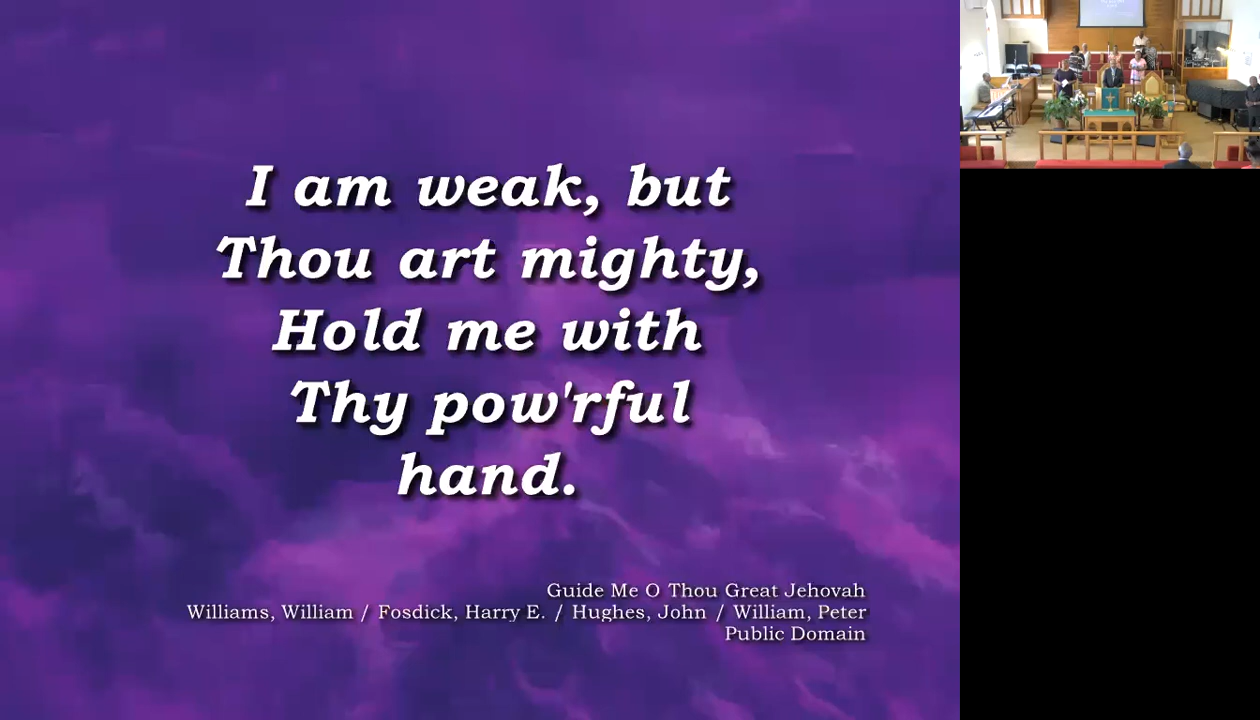 I am weak, but
Thou art mighty,
Hold me with
Thy pow'rful
hand.
Guide Me O Thou Great Jehovah
Williams, William / Fosdick, Harry E. / Hughes, John / William, Peter
Public Domain